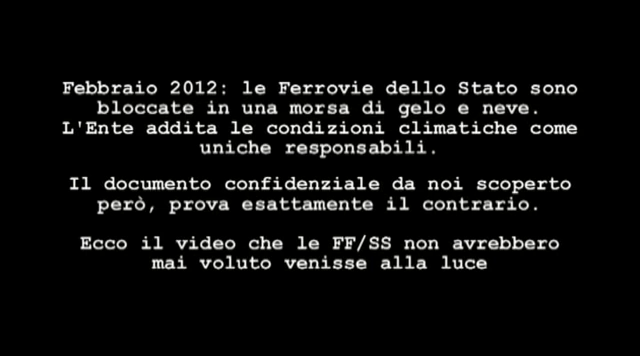 Febbraio 2012: le Ferrovie dello Stato sono
bloccate in una morsa di gelo e neve.
L'Ente addita le condizioni climatiche come
uniche responsabili.
Il documento confidenziale da noi scoperto
però, prova esattamente il contrario.
Ecco il video che le FF/SS non avrebbero
mai voluto venisse alla luce